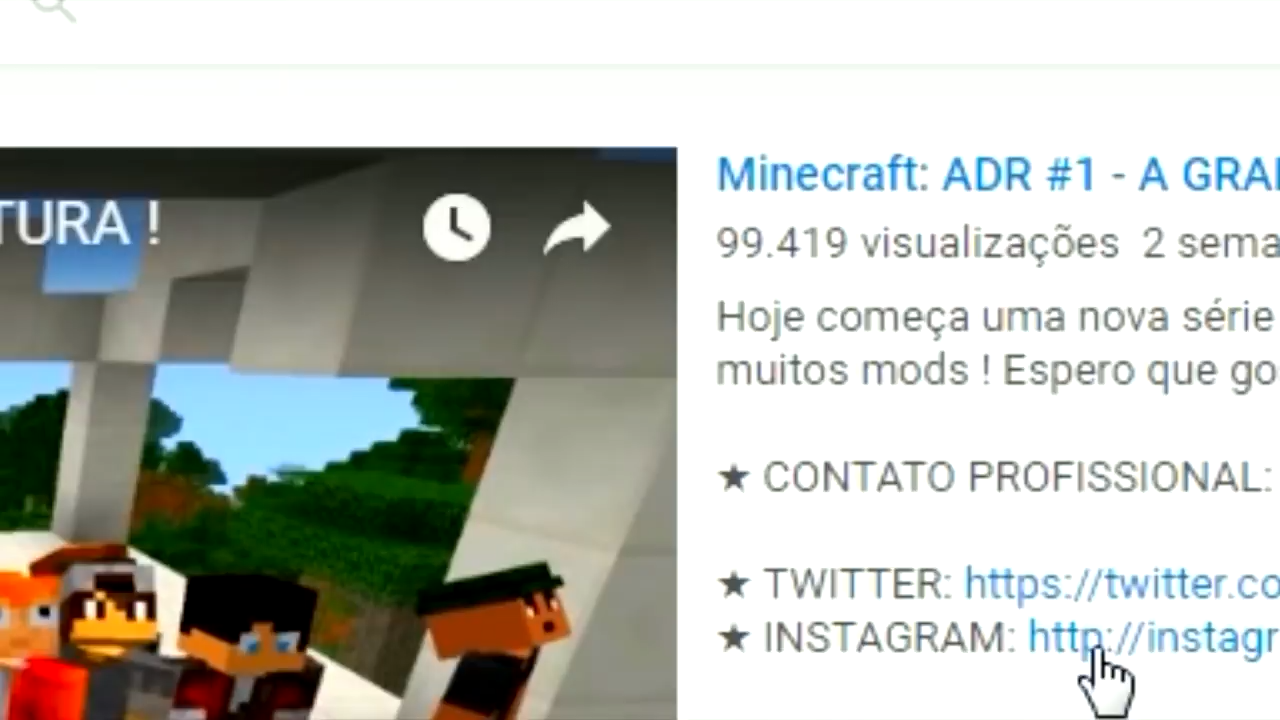 TURA !
Minecraft: ADR #1 - A GRA
99.419 visualizações 2 sema
Hoje começa uma nova série
muitos mods ! Espero que go
★ CONTATO PROFISSIONAL:
★ TWITTER: https://twitter.co
★ INSTAGRAM: http://instagr